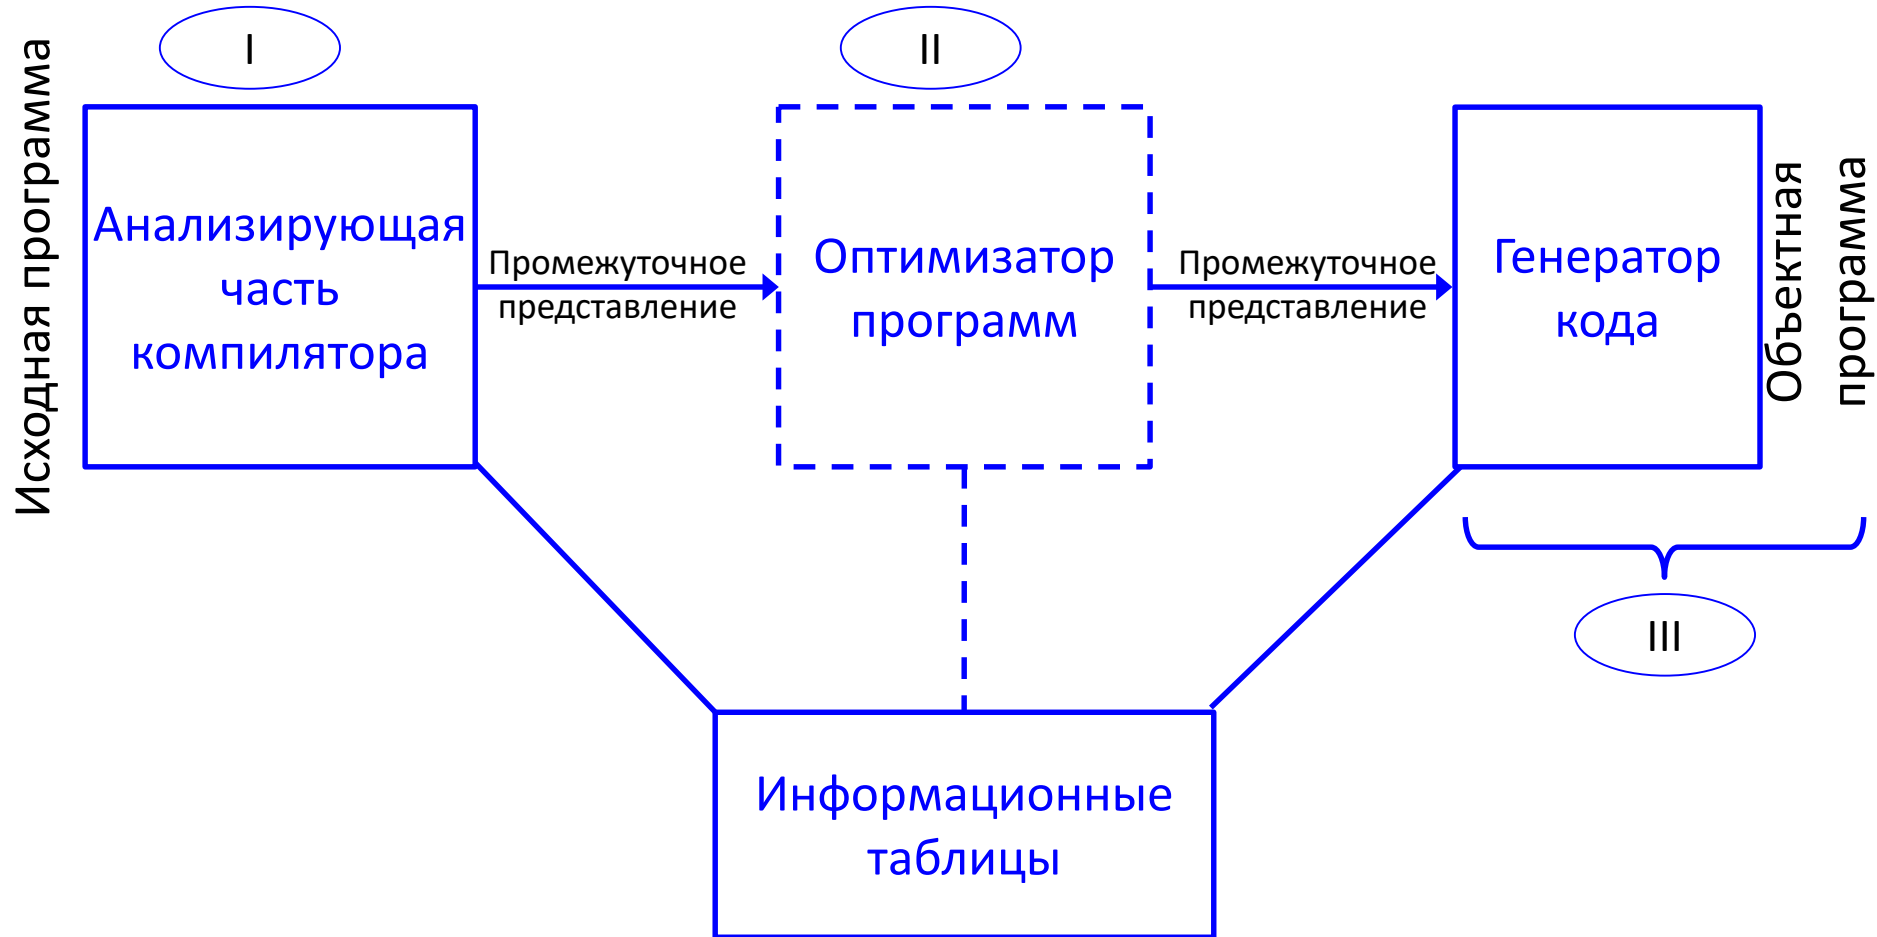 I
II
Исходная программа
Анализирующая
часть
компилятора
Промежуточное
представление
Оптимизатор
программ
Промежуточное
представление
Генератор
кода
Объектная
программа
III
Информационные
таблицы